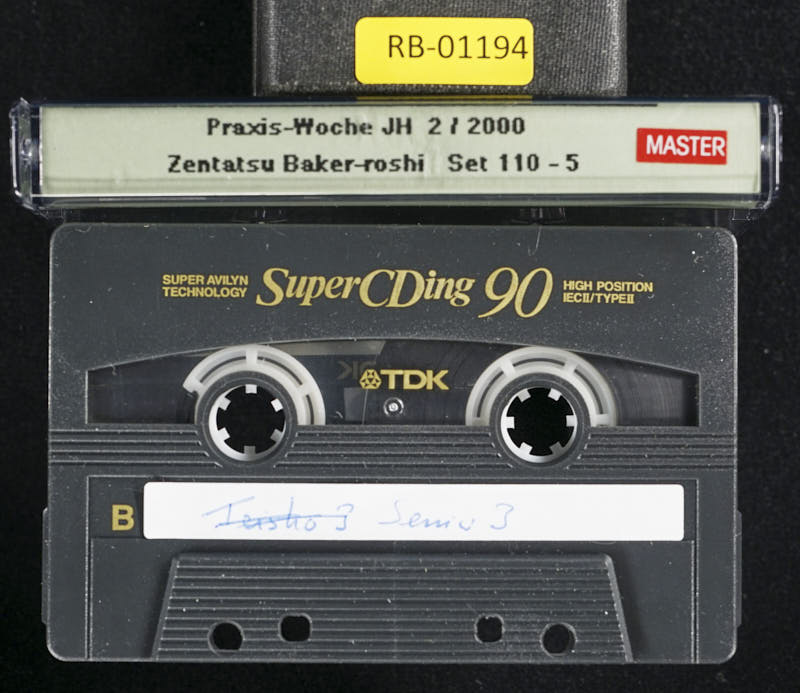 RB-01194
Praxis-Woche JH 2 / 2000
Zentatsu Baker-roshi Set 110 - 5
MASTER
SUPER AVILYN
TECHNOLOGY
SuperCDing 90
HIGH POSITION
IECII/TYPEII
TDK
B
Teisho 3 3